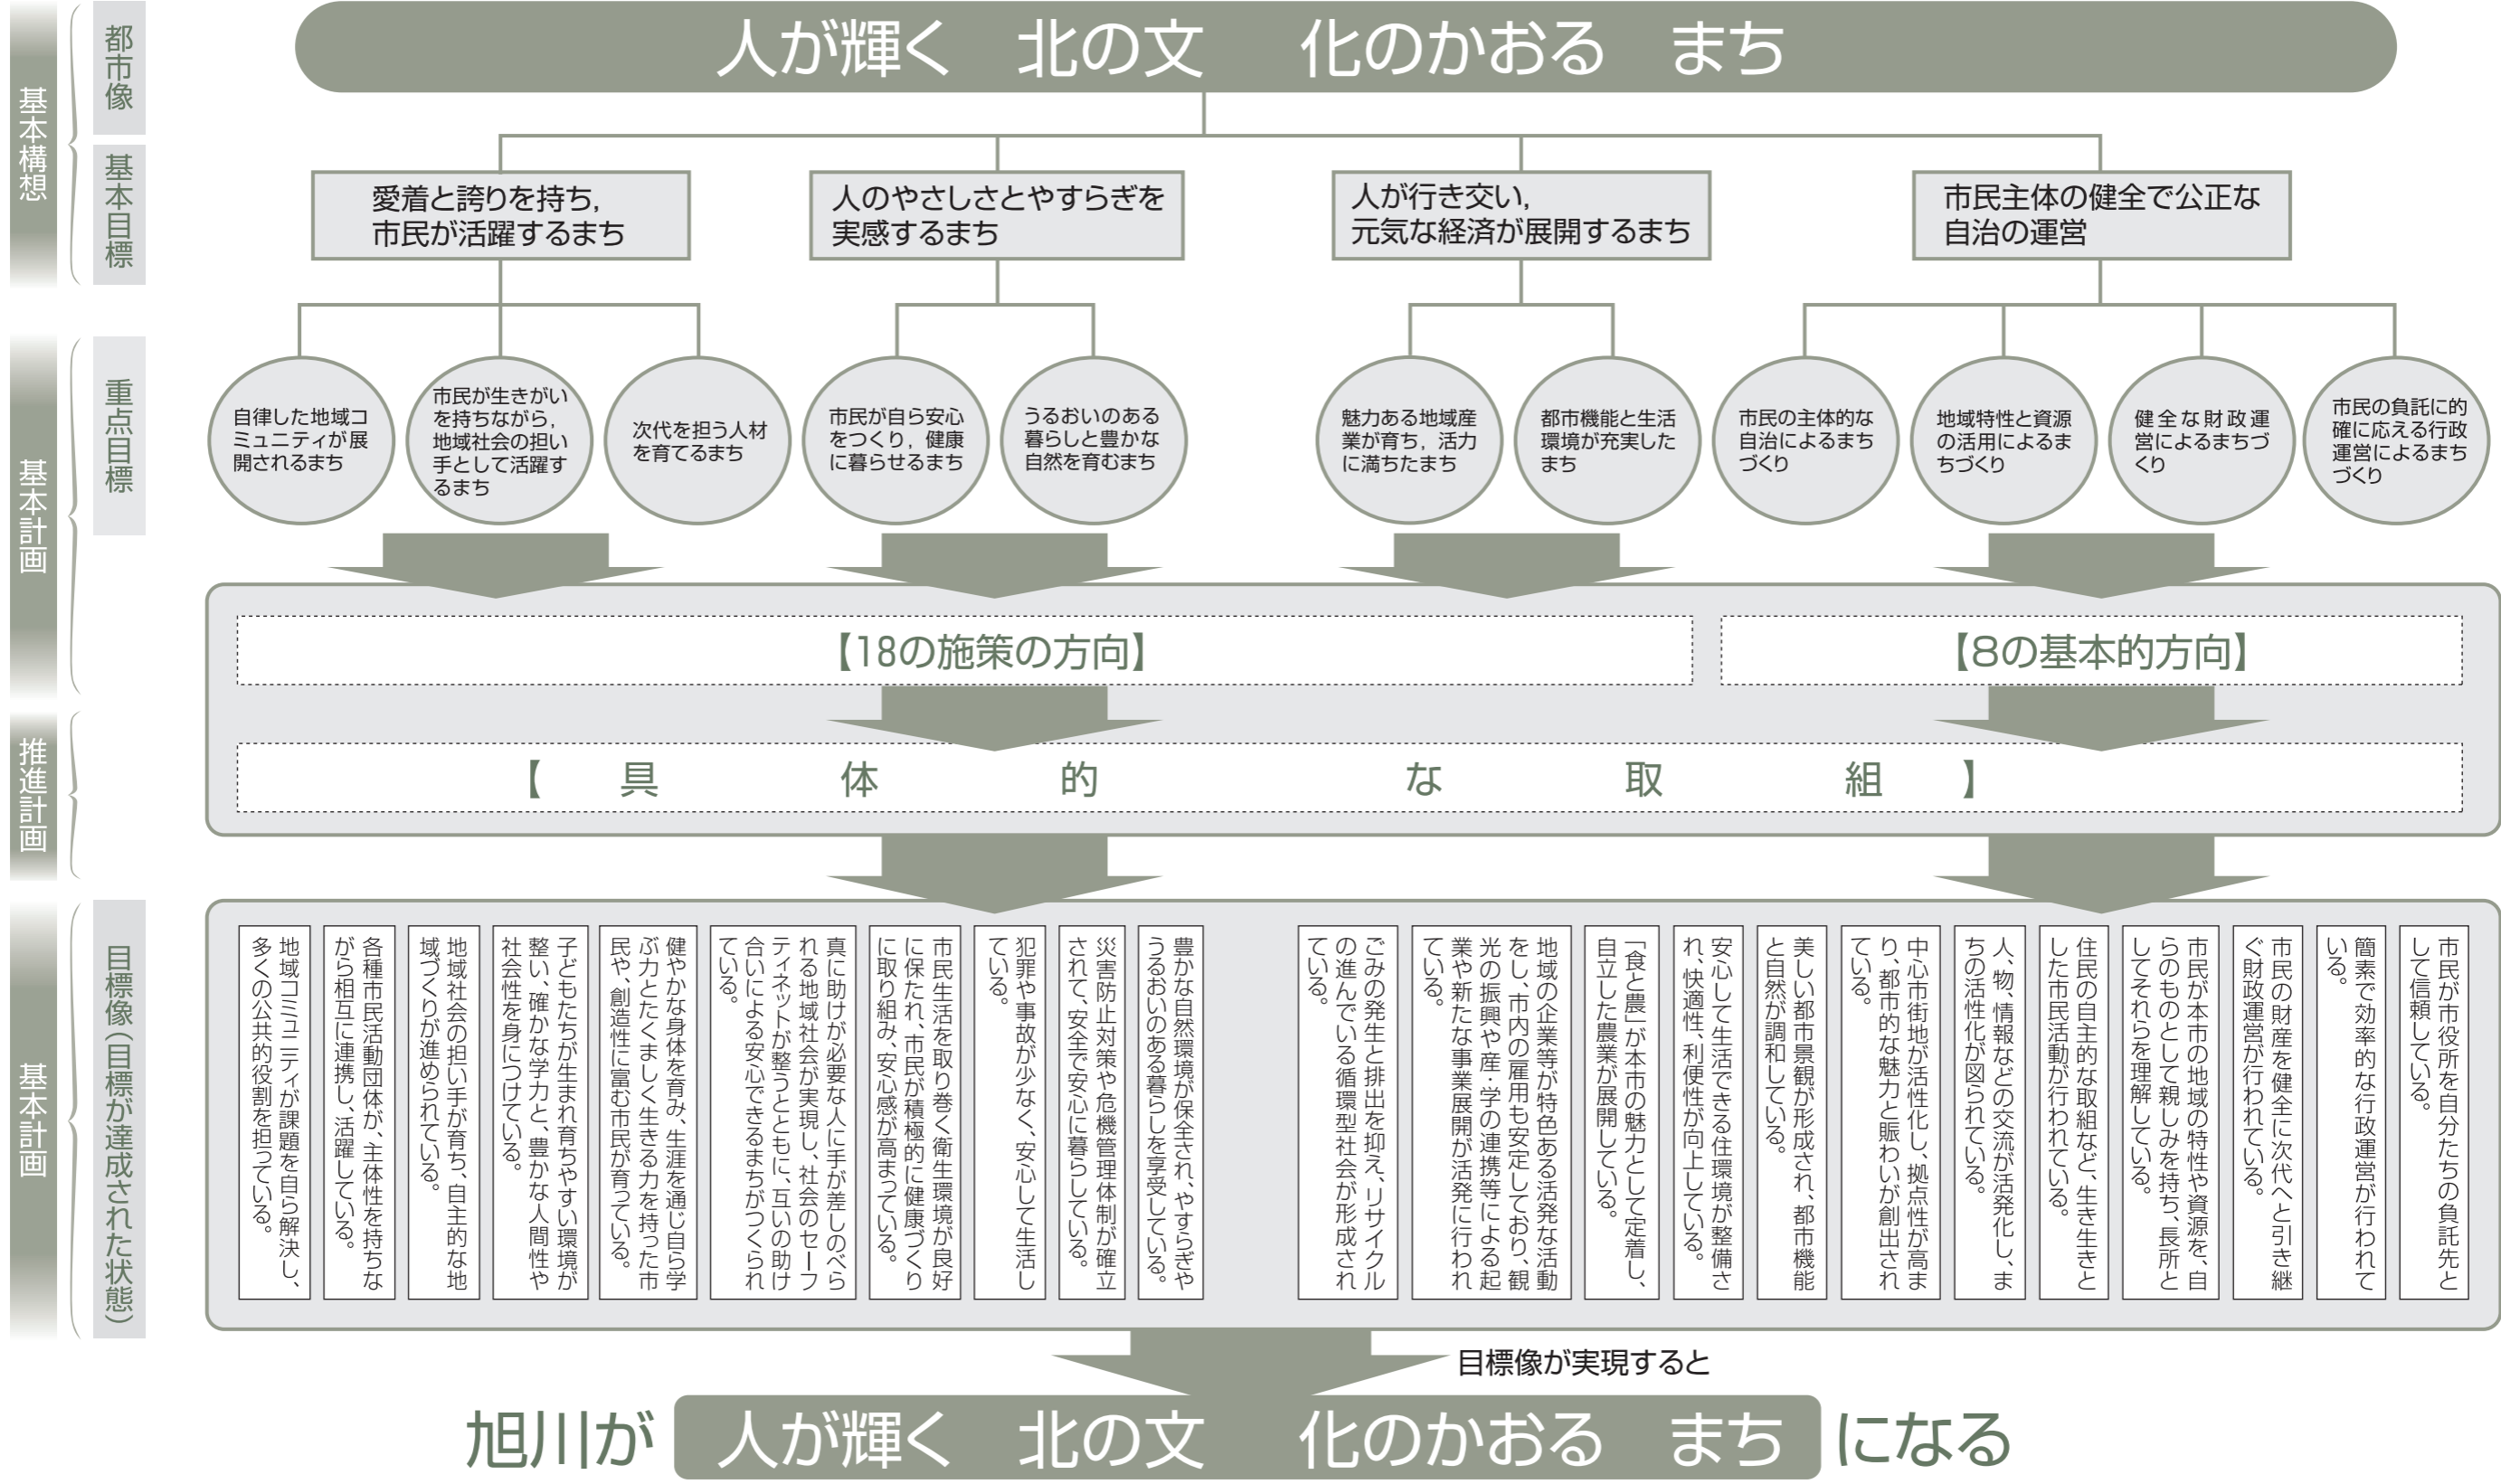 基本構想
都市像
人が輝く　北の文　化のかおる　まち
基本目標
愛着と誇りを持ち,
市民が活躍するまち
人のやさしさとやすらぎを
実感するまち
人が行き交い,
元気な経済が展開するまち
市民主体の健全で公正な
自治の運営
基本計画
重点目標
自律した地域コ
ミュニティが展
開されるまち
市民が生きがい
を持ちながら,
地域社会の担い
手として活躍す
るまち
次代を担う人材
を育てるまち
市民が自ら安心
をつくり, 健康
に暮らせるまち
うるおいのある
暮らしと豊かな
自然を育むまち
魅力ある地域産
業が育ち, 活力
に満ちたまち
都市機能と生活
環境が充実した
まち
市民の主体的な
自治によるまち
づくり
地域特性と資源
の活用によるま
ちづくり
健全な財政運
営によるまちづ
くり
市民の負託に的
確に応える行政
運営によるまち
づくり
【18の施策の方向】
【8の基本的方向】
推進計画
【具体的な取組】
基本計画
目標像(目標が達成された状態)
地域コミュニティが課題を自ら解決し、
多くの公共的役割を担っている。
各種市民活動団体が、主体性を持ちな
がら相互に連携し、活躍している。
地域社会の担い手が育ち、自主的な地
域づくりが進められている。
子どもたちが生まれ育ちやすい環境が
整い、確かな学力と、豊かな人間性や
社会性を身につけている。
健やかな身体を育み、生涯を通じ自ら学
ぶ力とたくましく生きる力を持った市
民や、創造性に富む市民が育っている。
真に助けが必要な人に手が差しのべら
れる地域社会が実現し、社会のセーフ
ティネットが整うとともに、互いの助け
合いによる安心できるまちがつくられ
ている。
市民生活を取り巻く衛生環境が良好
に保たれ、市民が積極的に健康づくり
に取り組み、安心感が高まっている。
犯罪や事故が少なく、安心して生活し
ている。
災害防止対策や危機管理体制が確立
されて、安全で安心に暮らしている。
豊かな自然環境が保全され、やすらぎや
うるおいのある暮らしを享受している。
ごみの発生と排出を抑え、リサイクル
の進んでいる循環型社会が形成され
ている。
地域の企業等が特色ある活発な活動
をし、市内の雇用も安定しており、観
光の振興や産・学の連携等による起
業や新たな事業展開が活発に行われ
ている。
「食と農」が本市の魅力として定着し、
自立した農業が展開している。
安心して生活できる住環境が整備さ
れ、快適性、利便性が向上している。
美しい都市景観が形成され、都市機能
と自然が調和している。
中心市街地が活性化し、拠点性が高ま
り、都市的な魅力と賑わいが創出され
ている。
人、物、情報などの交流が活発化し、ま
ちの活性化が図られている。
住民の自主的な取組など、生き生きと
した市民活動が行われている。
市民が本市の地域の特性や資源を、自
らのものとして親しみを持ち、長所と
してそれらを理解している。
市民の財産を健全に次代へと引き継
ぐ財政運営が行われている。
簡素で効率的な行政運営が行われて
いる。
市民が市役所を自分たちの負託先と
して信頼している。
目標像が実現すると
旭川が　人が輝く　北の文　化のかおる　まち　になる